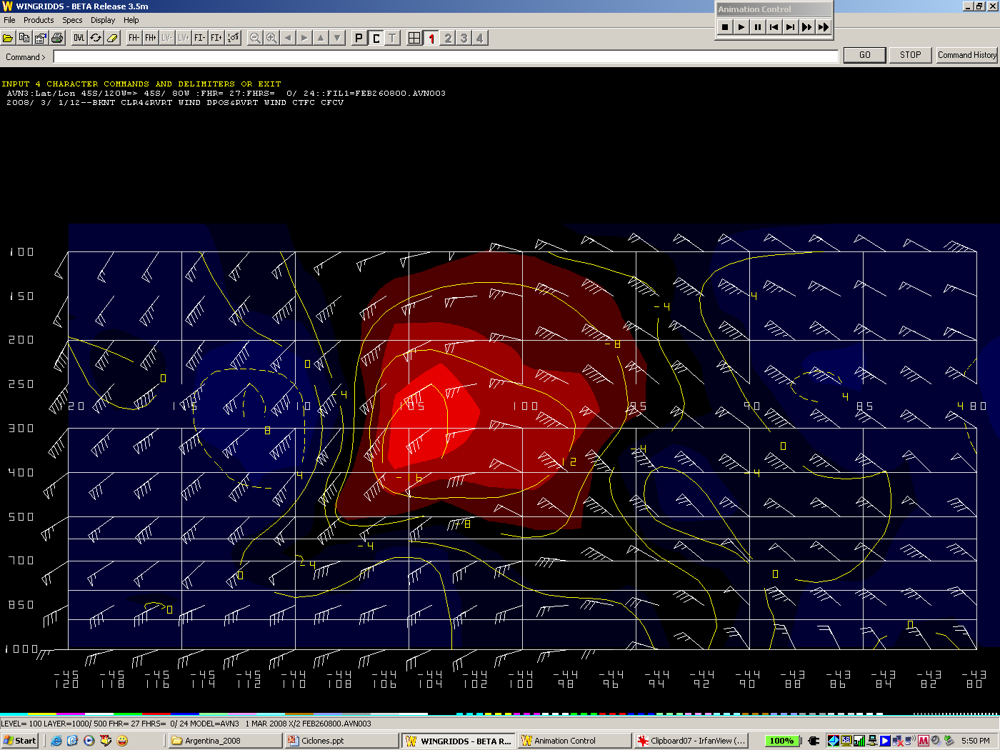 WINGRIDDS - BETA Release 3.5m
Animation Control
File Products Specs Display Help
OVL FH- FH+ LV- LV+ FI- FI+ P C T 1 2 3 4
Command > GO STOP Command History
INPUT 4 CHARACTER COMMANDS AND DELIMITERS OR EXIT
AVN3:Lat/Lon 45S/120W=> 45S/ 80W :FHR= 27:FHRS= 0/ 24::FIL1=FEB260800.AVN003
2008/ 3/ 1/12--BKNT CLR4&RVRT WIND DPOS&RVRT WIND CTFC CFCV
100
150
-4
-4
200
-8
0
0
250
-4
4
20 115 110 105 100 95 90 85 480
300
8
0
-4
400
4
-6
12
-4
500
8
-4
700
-4
0
0
850
0
0
1000
-45 -45 -45 -45 -45 -44 -44 -44 -44 -44 -44 -44 -44 -44 -44 -44 -43 -43 -43 -43 -43
120 118 116 114 112 110 108 106 104 102 100 98 96 94 92 90 88 86 84 82 80
LEVEL= 100 LAYER=1000/ 500 FHR= 27 FHRS= 0/ 24 MODEL=AVN3 1 MAR 2008 X/2 FEB260800.AVN003
Start Argentina_2008 Ciclones.ppt WINGRIDDS - BETA R... Animation Control Clipboard07 - IrfanView (... 100% 5:50 PM